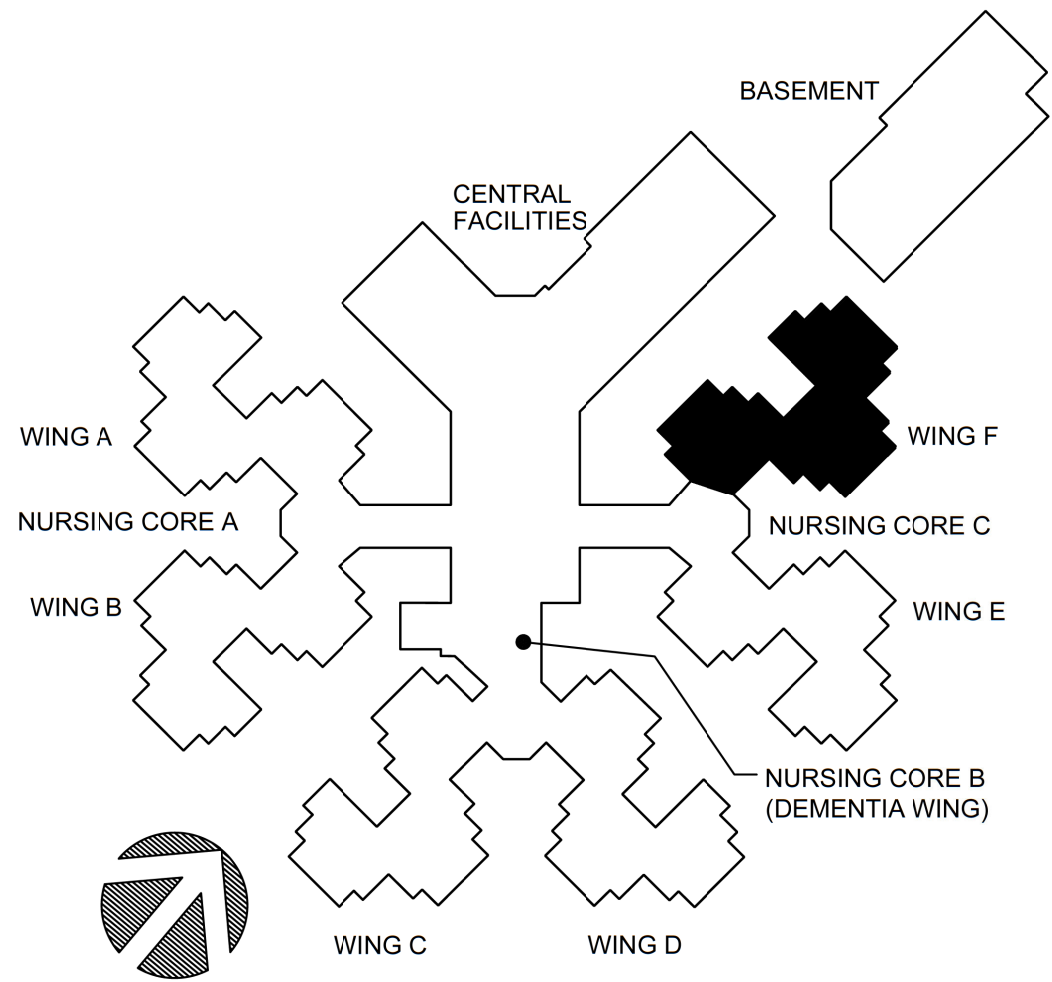 BASEMENT
CENTRAL
FACILITIES
WING A
WING F
NURSING CORE A
NURSING CORE C
WING B
WING E
NURSING CORE B
(DEMENTIA WING)
WING C
WING D